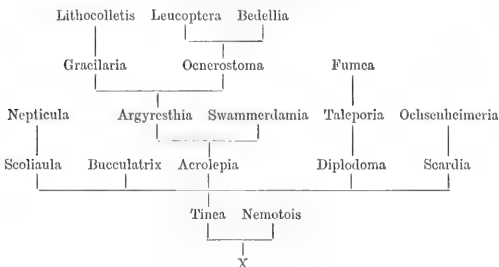 Lithocolletis Leucoptera Bedellia
Gracilaria Ocnerostoma Fumea
Nepticula Argyresthia Swammerdamia Taleporia Ochsenheimeria
Scoliaula Bucculatrix Acrolepia Diplodoma Scardia
Tinea Nemotois
X